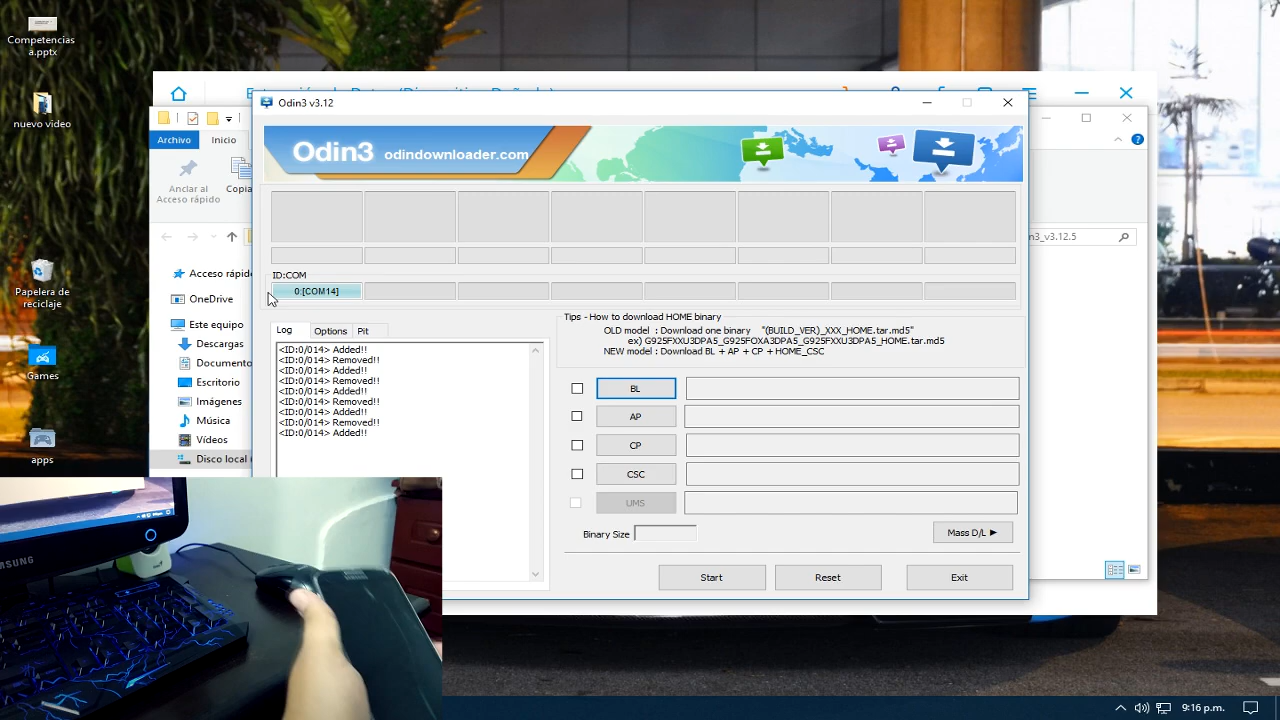 Competencias
a.pptx
nuevo video
Papelera de
reciclaje
Games
apps
Archivo
Inicio
Anclar al
Acceso rápido
Copia
Acceso rápido
OneDrive
Este equipo
Descargas
Documento
Escritorio
Imágenes
Música
Vídeos
Disco local
n3_v3.12.5
Odin3 v3.12
Odin3 odindownloader.com
ID:COM
0:[COM14]
Log
Options
Pit
<ID:0/014> Added!!
<ID:0/014> Removed!!
<ID:0/014> Added!!
<ID:0/014> Removed!!
<ID:0/014> Added!!
<ID:0/014> Removed!!
<ID:0/014> Added!!
<ID:0/014> Removed!!
<ID:0/014> Added!!
Tips - How to download HOME binary
OLD model : Download one binary "(BUILD_VER)_XXX_HOME.tar.md5"
ex) G925FXXU3DPA5_G925FOXA3DPA5_G925FXXU3DPA5_HOME.tar.md5
NEW model : Download BL + AP + CP + HOME_CSC
BL
AP
CP
CSC
UMS
Binary Size
Mass D/L ▶
Start
Reset
Exit
SAMSUNG
9:16 p.m.